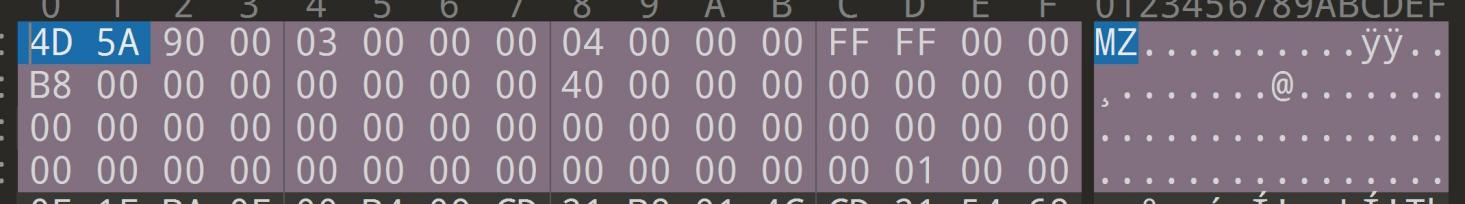 0 1 2 3 4 5 6 7 8 9 A B C D E F 0123456789ABCDEF
4D 5A 90 00 03 00 00 00 04 00 00 00 FF FF 00 00 MZ..........ÿÿ..
B8 00 00 00 00 00 00 00 40 00 00 00 00 00 00 00 ¸.......@.......
00 00 00 00 00 00 00 00 00 00 00 00 00 00 00 00 ................
00 00 00 00 00 00 00 00 00 00 00 00 00 01 00 00 ................